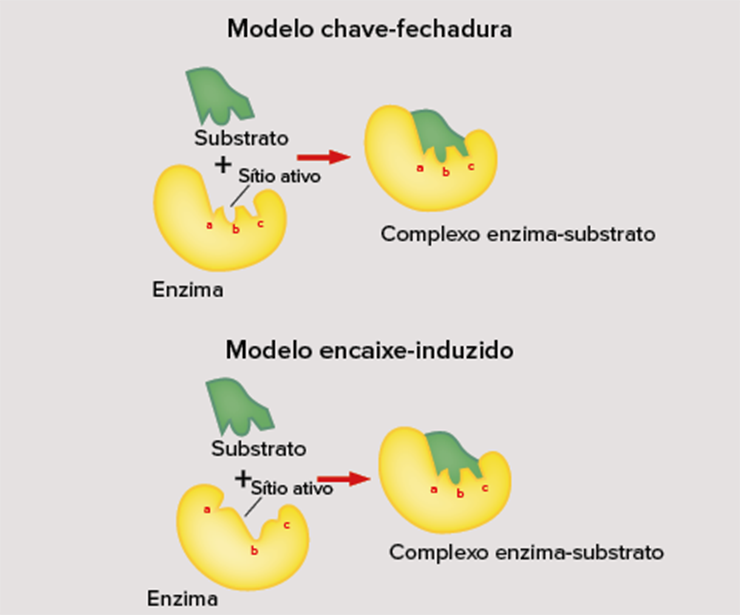 Modelo chave-fechadura
Substrato
+
Sítio ativo
a b c
Enzima
a b c
Complexo enzima-substrato
Modelo encaixe-induzido
Substrato
+
Sítio ativo
a b c
Enzima
a b c
Complexo enzima-substrato